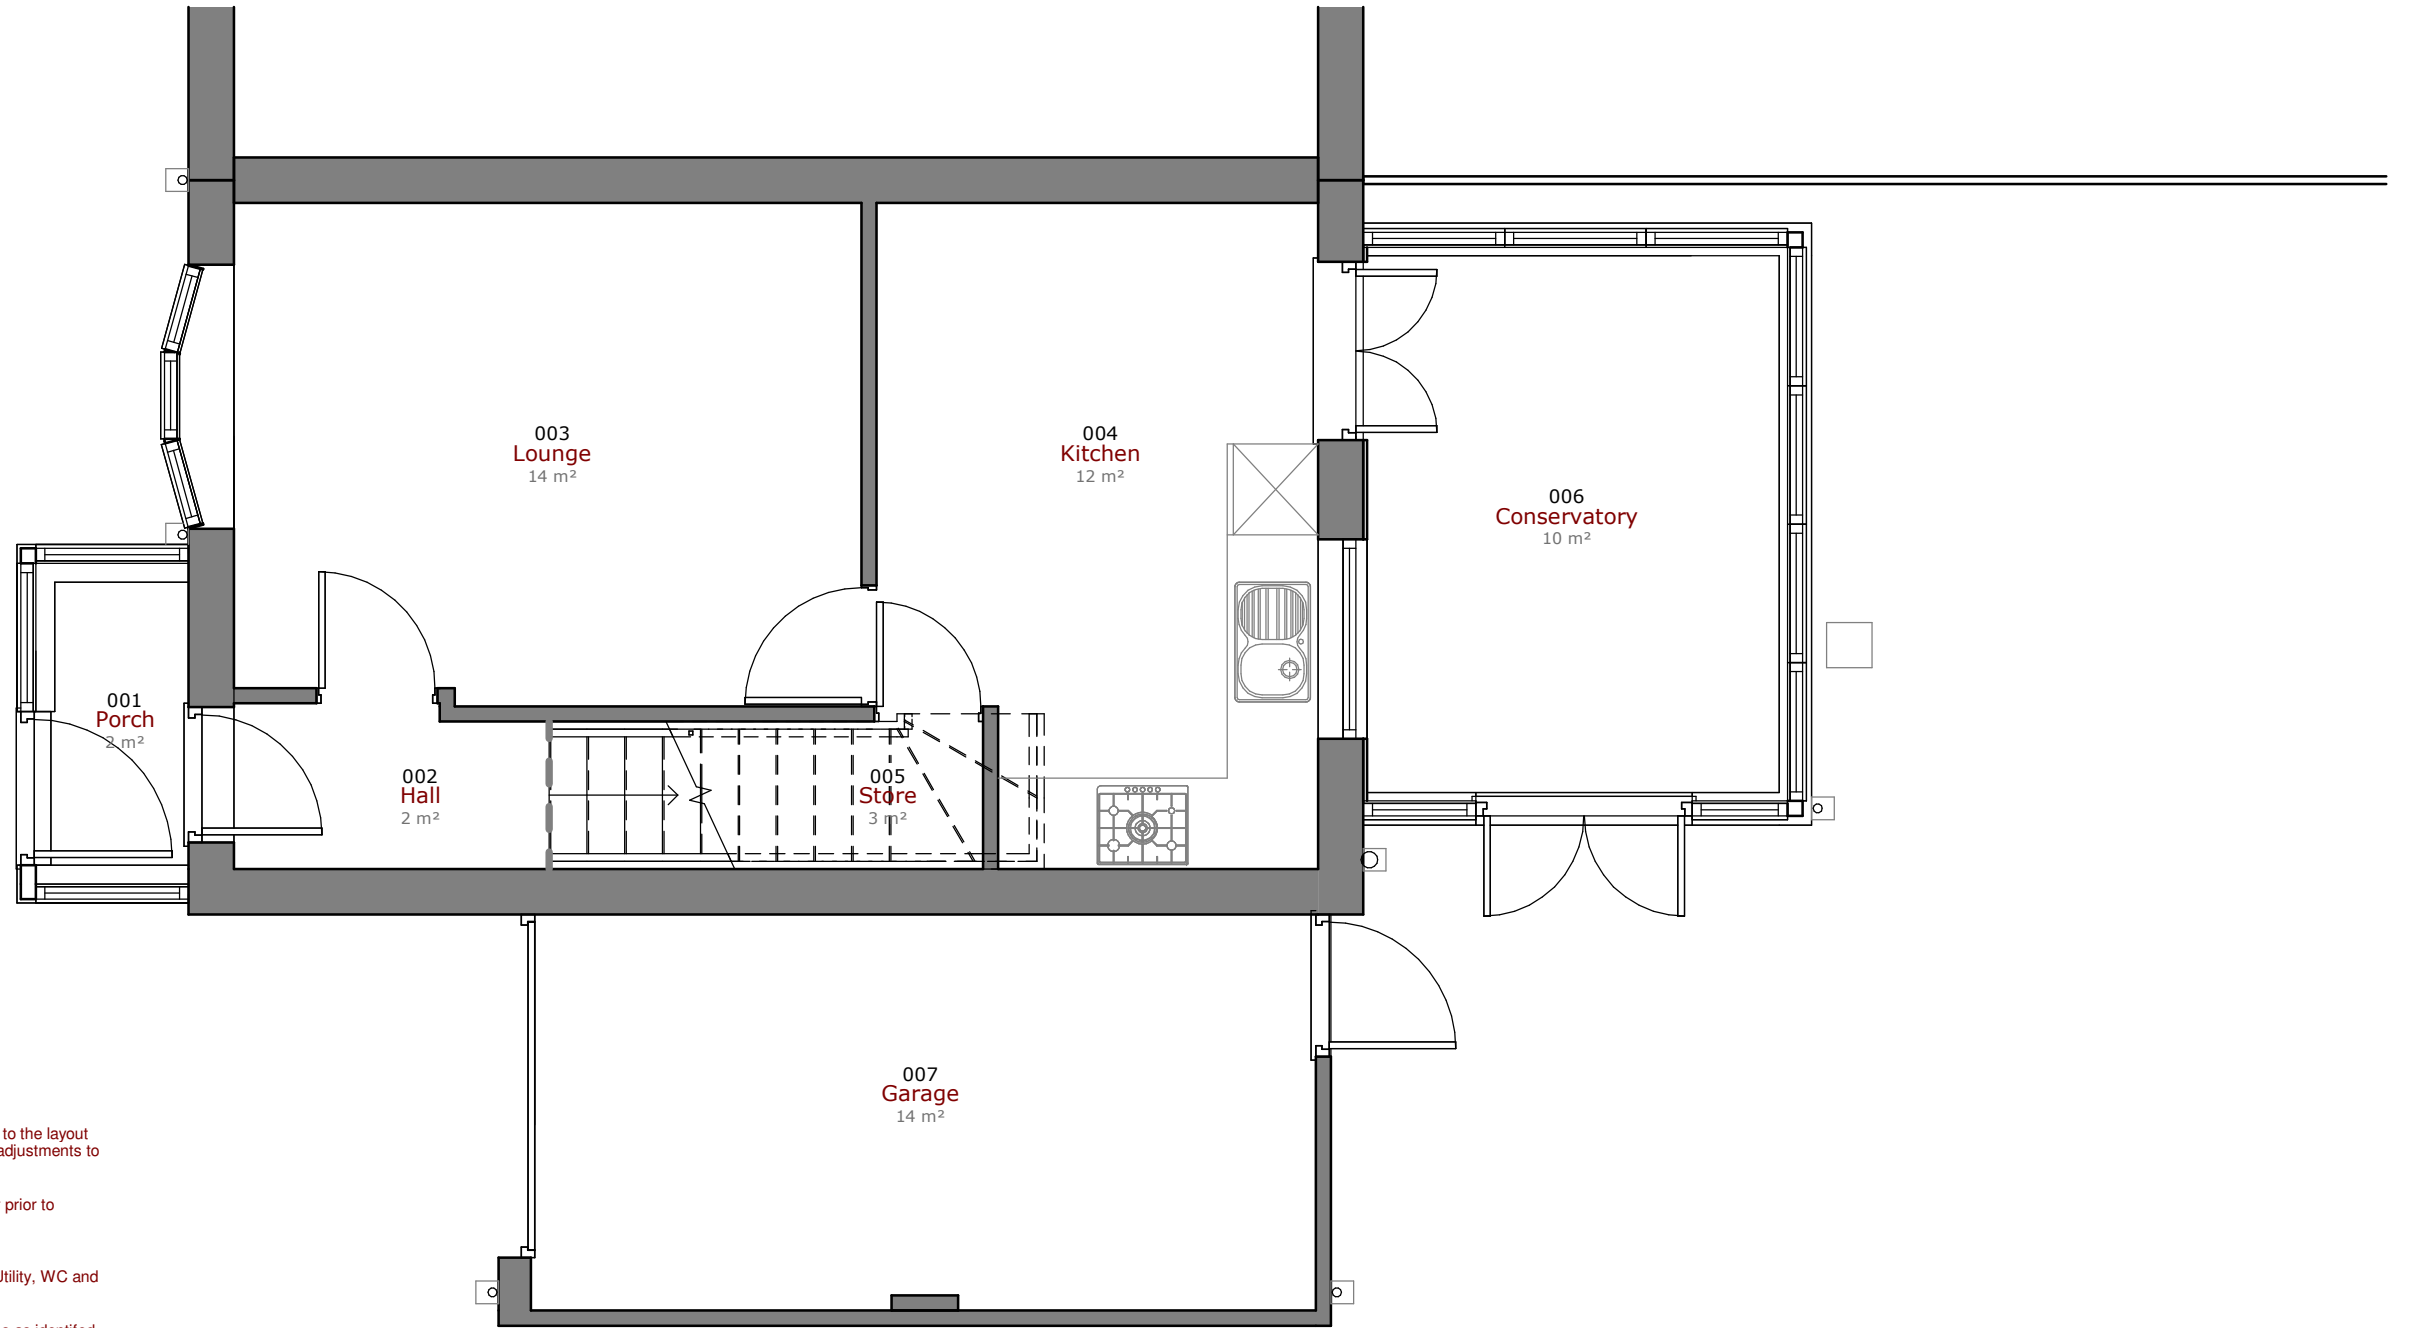 003
Lounge
14 m²
004
Kitchen
12 m²
006
Conservatory
10 m²
001
Porch
2 m²
002
Hall
2 m²
005
Store
3 m²
007
Garage
14 m²
to the layout
adjustments to
prior to
Utility, WC and
as identifed